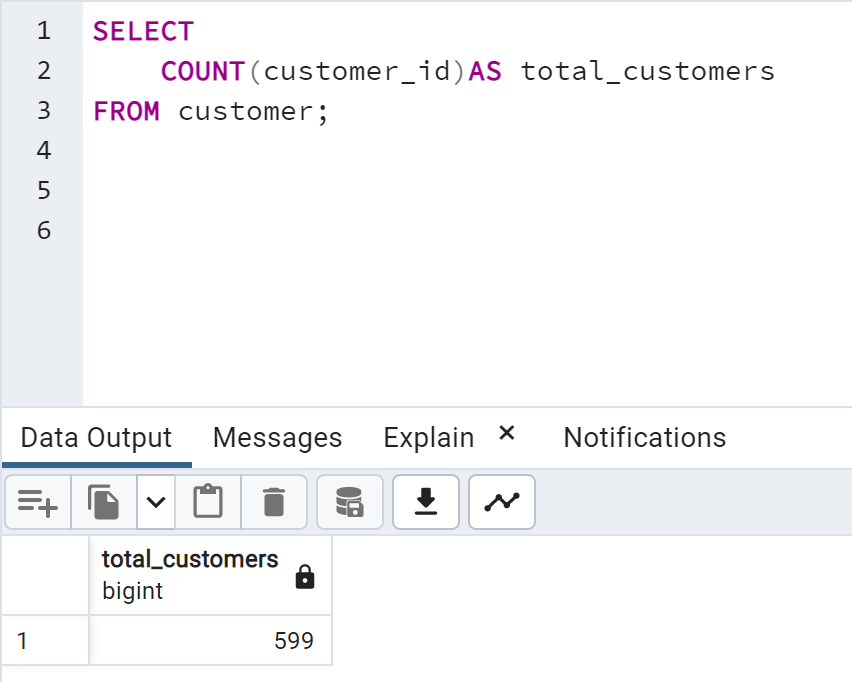 1 SELECT
2 COUNT(customer_id)AS total_customers
3 FROM customer;
4
5
6
Data Output Messages Explain × Notifications
total_customers
bigint
1 599